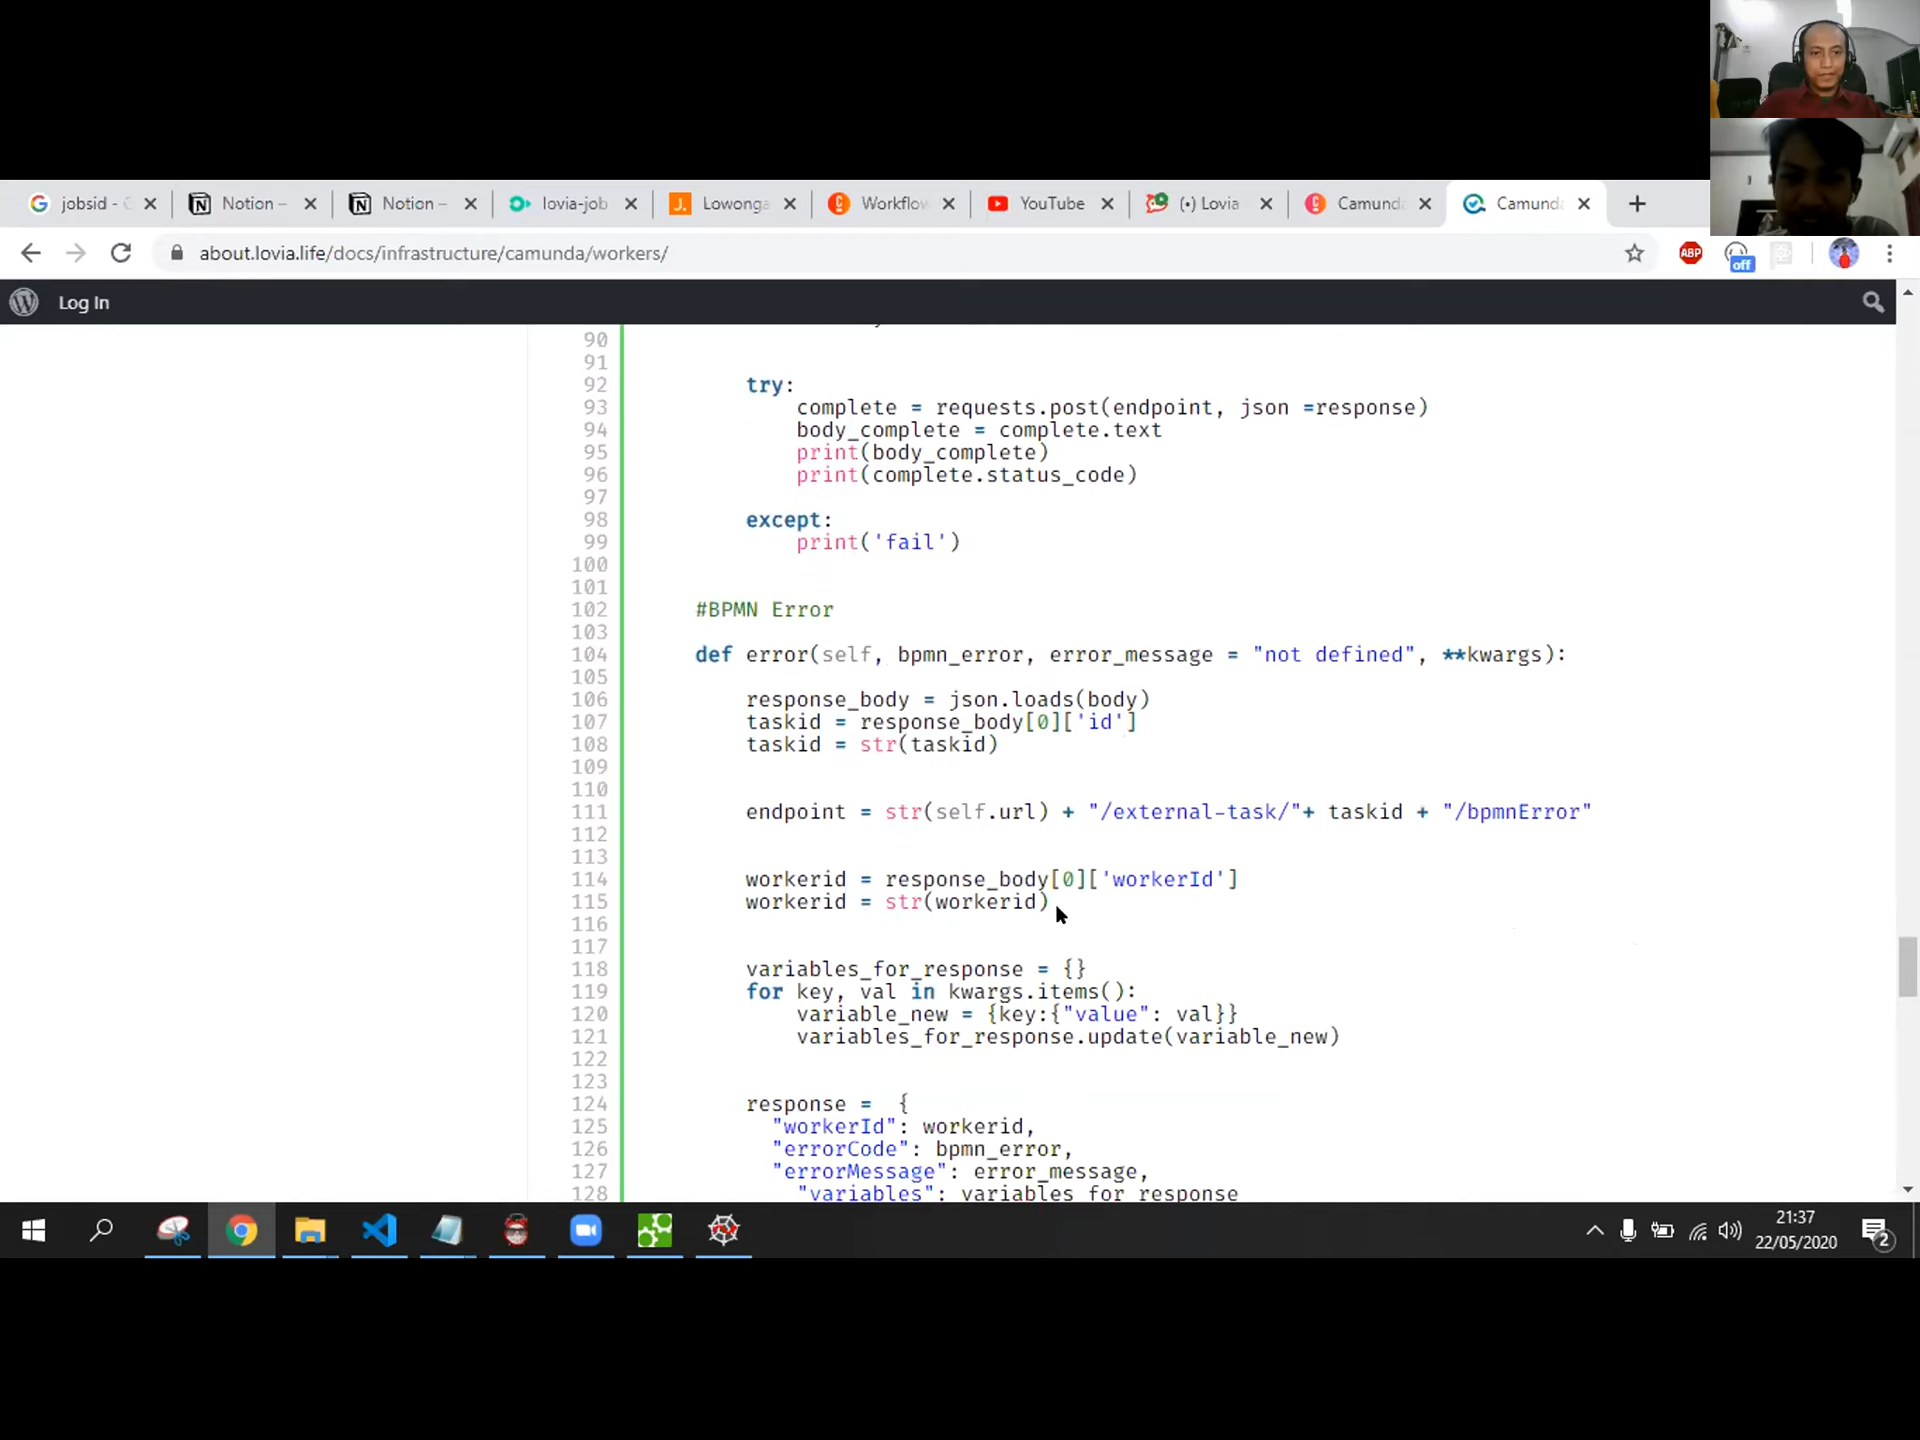 jobsid -
Notion –
Notion –
lovia-job
Lowonga
Workflov
YouTube
(•) Lovia
Camunda
Camunda
about.lovia.life/docs/infrastructure/camunda/workers/
ABP
off
Log In
90
91
92 try:
93 complete = requests.post(endpoint, json =response)
94 body_complete = complete.text
95 print(body_complete)
96 print(complete.status_code)
97
98 except:
99 print('fail')
100
101
102 #BPMN Error
103
104 def error(self, bpmn_error, error_message = "not defined", **kwargs):
105
106 response_body = json.loads(body)
107 taskid = response_body[0]['id']
108 taskid = str(taskid)
109
110
111 endpoint = str(self.url) + "/external-task/"+ taskid + "/bpmnError"
112
113
114 workerid = response_body[0]['workerId']
115 workerid = str(workerid)
116
117
118 variables_for_response = {}
119 for key, val in kwargs.items():
120 variable_new = {key:{"value": val}}
121 variables_for_response.update(variable_new)
122
123
124 response = {
125 "workerId": workerid,
126 "errorCode": bpmn_error,
127 "errorMessage": error_message,
128 "variables": variables_for_response
21:37
22/05/2020
2